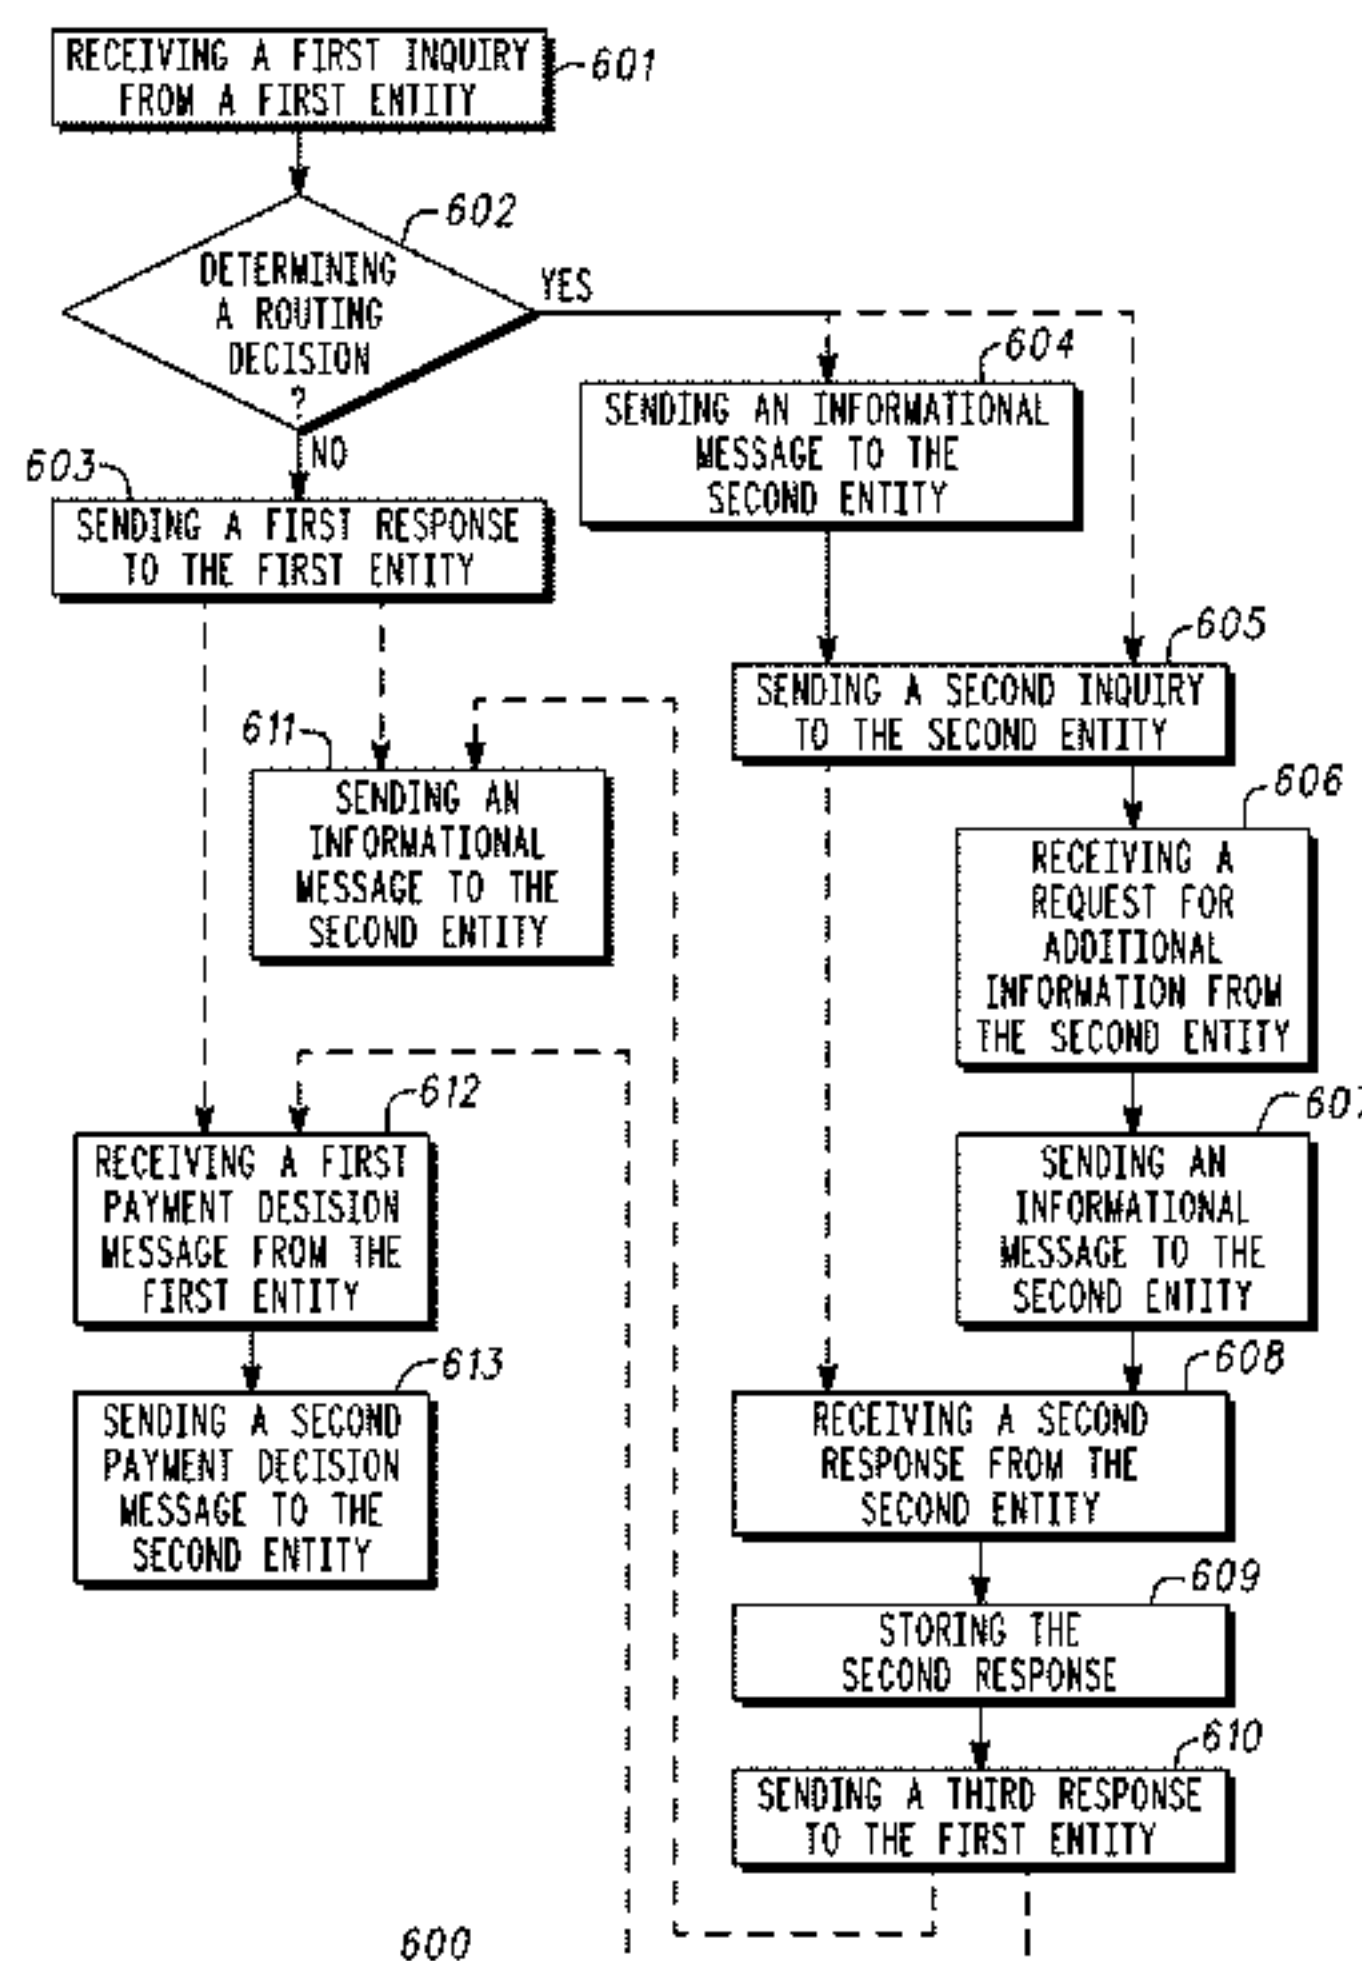 RECEIVING A FIRST INQUIRY
FROM A FIRST ENTITY
601
602
DETERMINING
A ROUTING
DECISION
?
YES
NO
603
SENDING A FIRST RESPONSE
TO THE FIRST ENTITY
604
SENDING AN INFORMATIONAL
MESSAGE TO THE
SECOND ENTITY
605
SENDING A SECOND INQUIRY
TO THE SECOND ENTITY
611
SENDING AN
INFORMATIONAL
MESSAGE TO THE
SECOND ENTITY
606
RECEIVING A
REQUEST FOR
ADDITIONAL
INFORMATION FROM
THE SECOND ENTITY
612
RECEIVING A FIRST
PAYMENT DESISION
MESSAGE FROM THE
FIRST ENTITY
607
SENDING AN
INFORMATIONAL
MESSAGE TO THE
SECOND ENTITY
613
SENDING A SECOND
PAYMENT DECISION
MESSAGE TO THE
SECOND ENTITY
608
RECEIVING A SECOND
RESPONSE FROM THE
SECOND ENTITY
609
STORING THE
SECOND RESPONSE
610
SENDING A THIRD RESPONSE
TO THE FIRST ENTITY
600